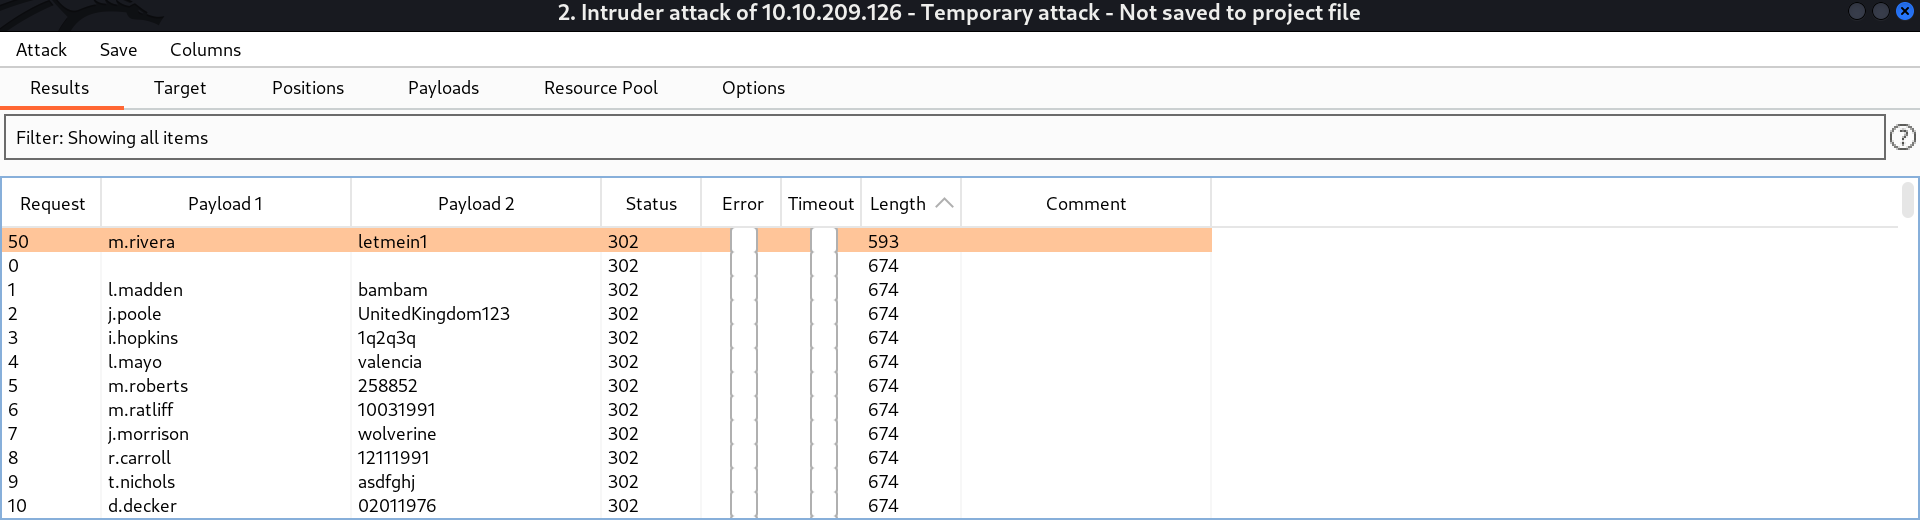 2. Intruder attack of 10.10.209.126 - Temporary attack - Not saved to project file
Attack Save Columns
Results Target Positions Payloads Resource Pool Options
Filter: Showing all items
?
Request Payload 1 Payload 2 Status Error Timeout Length Comment
50 m.rivera letmein1 302 593
0 302 674
1 l.madden bambam 302 674
2 j.poole UnitedKingdom123 302 674
3 i.hopkins 1q2q3q 302 674
4 l.mayo valencia 302 674
5 m.roberts 258852 302 674
6 m.ratliff 10031991 302 674
7 j.morrison wolverine 302 674
8 r.carroll 12111991 302 674
9 t.nichols asdfghj 302 674
10 d.decker 02011976 302 674